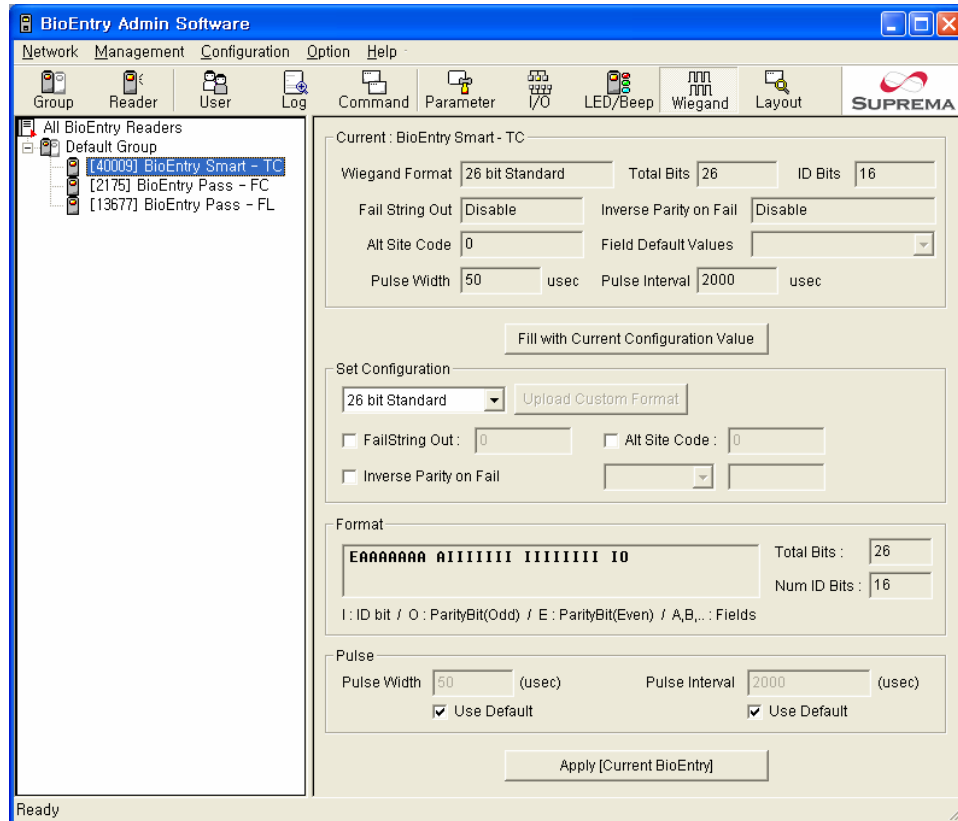 BioEntry Admin Software
Network Management Configuration Option Help
Group Reader User Log Command Parameter I/O LED/Beep Wiegand Layout SUPREMA
All BioEntry Readers
Default Group
[40009] BioEntry Smart - TC
[2175] BioEntry Pass - FC
[13677] BioEntry Pass - FL
Current : BioEntry Smart - TC
Wiegand Format 26 bit Standard Total Bits 26 ID Bits 16
Fail String Out Disable Inverse Parity on Fail Disable
Alt Site Code 0 Field Default Values
Pulse Width 50 usec Pulse Interval 2000 usec
Fill with Current Configuration Value
Set Configuration
26 bit Standard Upload Custom Format
FailString Out : 0 Alt Site Code : 0
Inverse Parity on Fail
Format
EAAAAAAA AIIIIIII IIIIIIII IO
Total Bits : 26
Num ID Bits : 16
I : ID bit / O : ParityBit(Odd) / E : ParityBit(Even) / A,B,.. : Fields
Pulse
Pulse Width 50 (usec) Pulse Interval 2000 (usec)
Use Default Use Default
Apply [Current BioEntry]
Ready